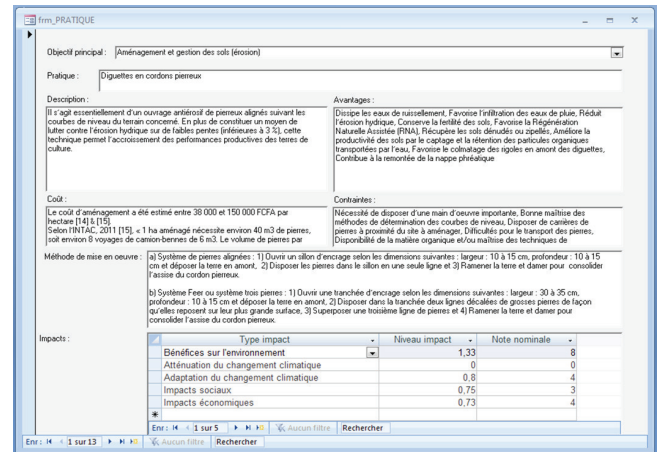 frm_PRATIQUE
Objectif principal : Aménagement et gestion des sols (érosion)
Pratique : Diguettes en cordons pierreux
Description :
Il s'agit essentiellement d'un ouvrage antiérosif de pierreux alignés suivant les
courbes de niveau du terrain concerné. En plus de constituer un moyen de
lutter contre l'érosion hydrique sur de faibles pentes (inférieures à 3 %), cette
technique permet l'accroissement des performances productives des terres de
culture.
Avantages :
Dissipe les eaux de ruissellement, Favorise l'infiltration des eaux de pluie, Réduit
l'érosion hydrique, Conserve la fertilité des sols, Favorise la Régénération
Naturelle Assistée (RNA), Récupère les sols dénudés ou zipellés, Améliore la
productivité des sols par le captage et la rétention des particules organiques
transportées par l'eau, Favorise le colmatage des rigoles en amont des diguettes,
Contribue à la remontée de la nappe phréatique
Coût :
Le coût d'aménagement a été estimé entre 38 000 et 150 000 FCFA par
hectare [14] & [15].
Selon l'INTAC, 2011 [15], « 1 ha aménagé nécessite environ 40 m3 de pierres,
soit environ 8 voyages de camion-bennes de 6 m3. Le volume de pierres par
Contraintes :
Nécessité de disposer d'une main d'oeuvre importante, Bonne maîtrise des
méthodes de détermination des courbes de niveau, Disposer de carrières de
pierres à proximité du site à aménager, Difficultés pour le transport des pierres,
Disponibilité de la matière organique et/ou maîtrise des techniques de
Méthode de mise en oeuvre : a) Système de pierres alignées : 1) Ouvrir un sillon d'encrage selon les dimensions suivantes : largeur : 10 à 15 cm, profondeur : 10 à 15
cm et déposer la terre en amont, 2) Disposer les pierres dans le sillon en une seule ligne et 3) Ramener la terre et damer pour consolider
l'assise du cordon pierreux.
b) Système Feer ou système trois pierres : 1) Ouvrir une tranchée d'encrage selon les dimensions suivantes : largeur : 30 à 35 cm,
profondeur : 10 à 15 cm et déposer la terre en amont, 2) Disposer dans la tranchée deux lignes décalées de grosses pierres de façon
qu'elles reposent sur leur plus grande surface, 3) Superposer une troisième ligne de pierres et 4) Ramener la terre et damer pour
consolider l'assise du cordon pierreux.
Impacts :
Type impact Niveau impact Note nominale
Bénéfices sur l'environnement 1,33 8
Atténuation du changement climatique 0 0
Adaptation du changement climatique 0,8 4
Impacts sociaux 0,75 3
Impacts économiques 0,73 4
Enr : 1 sur 5 Aucun filtre Rechercher
Enr : 1 sur 13 Aucun filtre Rechercher